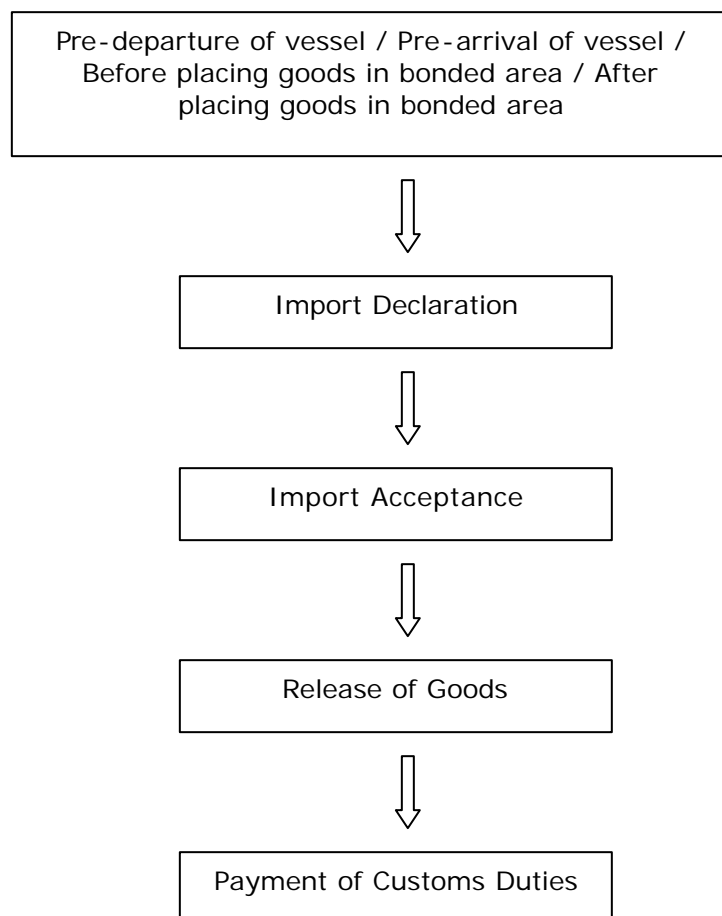 Pre-departure of vessel / Pre-arrival of vessel /
Before placing goods in bonded area / After
placing goods in bonded area
Import Declaration
Import Acceptance
Release of Goods
Payment of Customs Duties